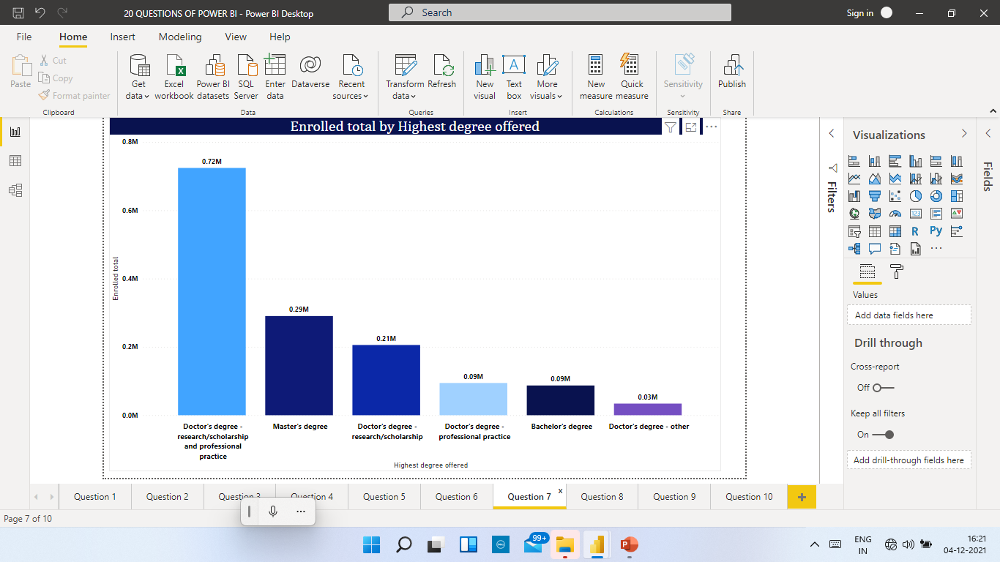 20 QUESTIONS OF POWER BI - Power BI Desktop
Search
Sign in
File Home Insert Modeling View Help
Paste
Cut
Copy
Format painter
Clipboard
Get
data
Excel
workbook
Power BI
datasets
SQL
Server
Enter
data
Dataverse
Recent
sources
Data
Transform
data
Refresh
Queries
New
visual
Text
box
More
visuals
Insert
New
measure
Quick
measure
Calculations
Sensitivity
Sensitivity
Publish
Share
Enrolled total by Highest degree offered
0.8M
0.6M
0.4M
0.2M
0.0M
Enrolled total
0.72M
0.29M
0.21M
0.09M
0.09M
0.03M
Doctor's degree -
research/scholarship
and professional
practice
Master's degree
Doctor's degree -
research/scholarship
Doctor's degree -
professional practice
Bachelor's degree
Doctor's degree - other
Highest degree offered
Filters
Visualizations
123
R
Py
Values
Add data fields here
Drill through
Cross-report
Off
Keep all filters
On
Add drill-through fields here
Fields
Question 1 Question 2 Question 3 Question 4 Question 5 Question 6 Question 7 x Question 8 Question 9 Question 10 +
Page 7 of 10
99+
ENG
IN
16:21
04-12-2021